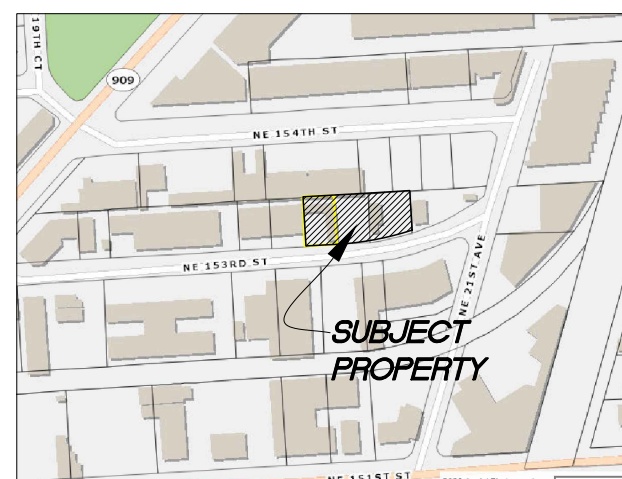 19TH CT
909
NE 154TH ST
NE 153RD ST
NE 21ST AVE
SUBJECT
PROPERTY
NE 151ST ST